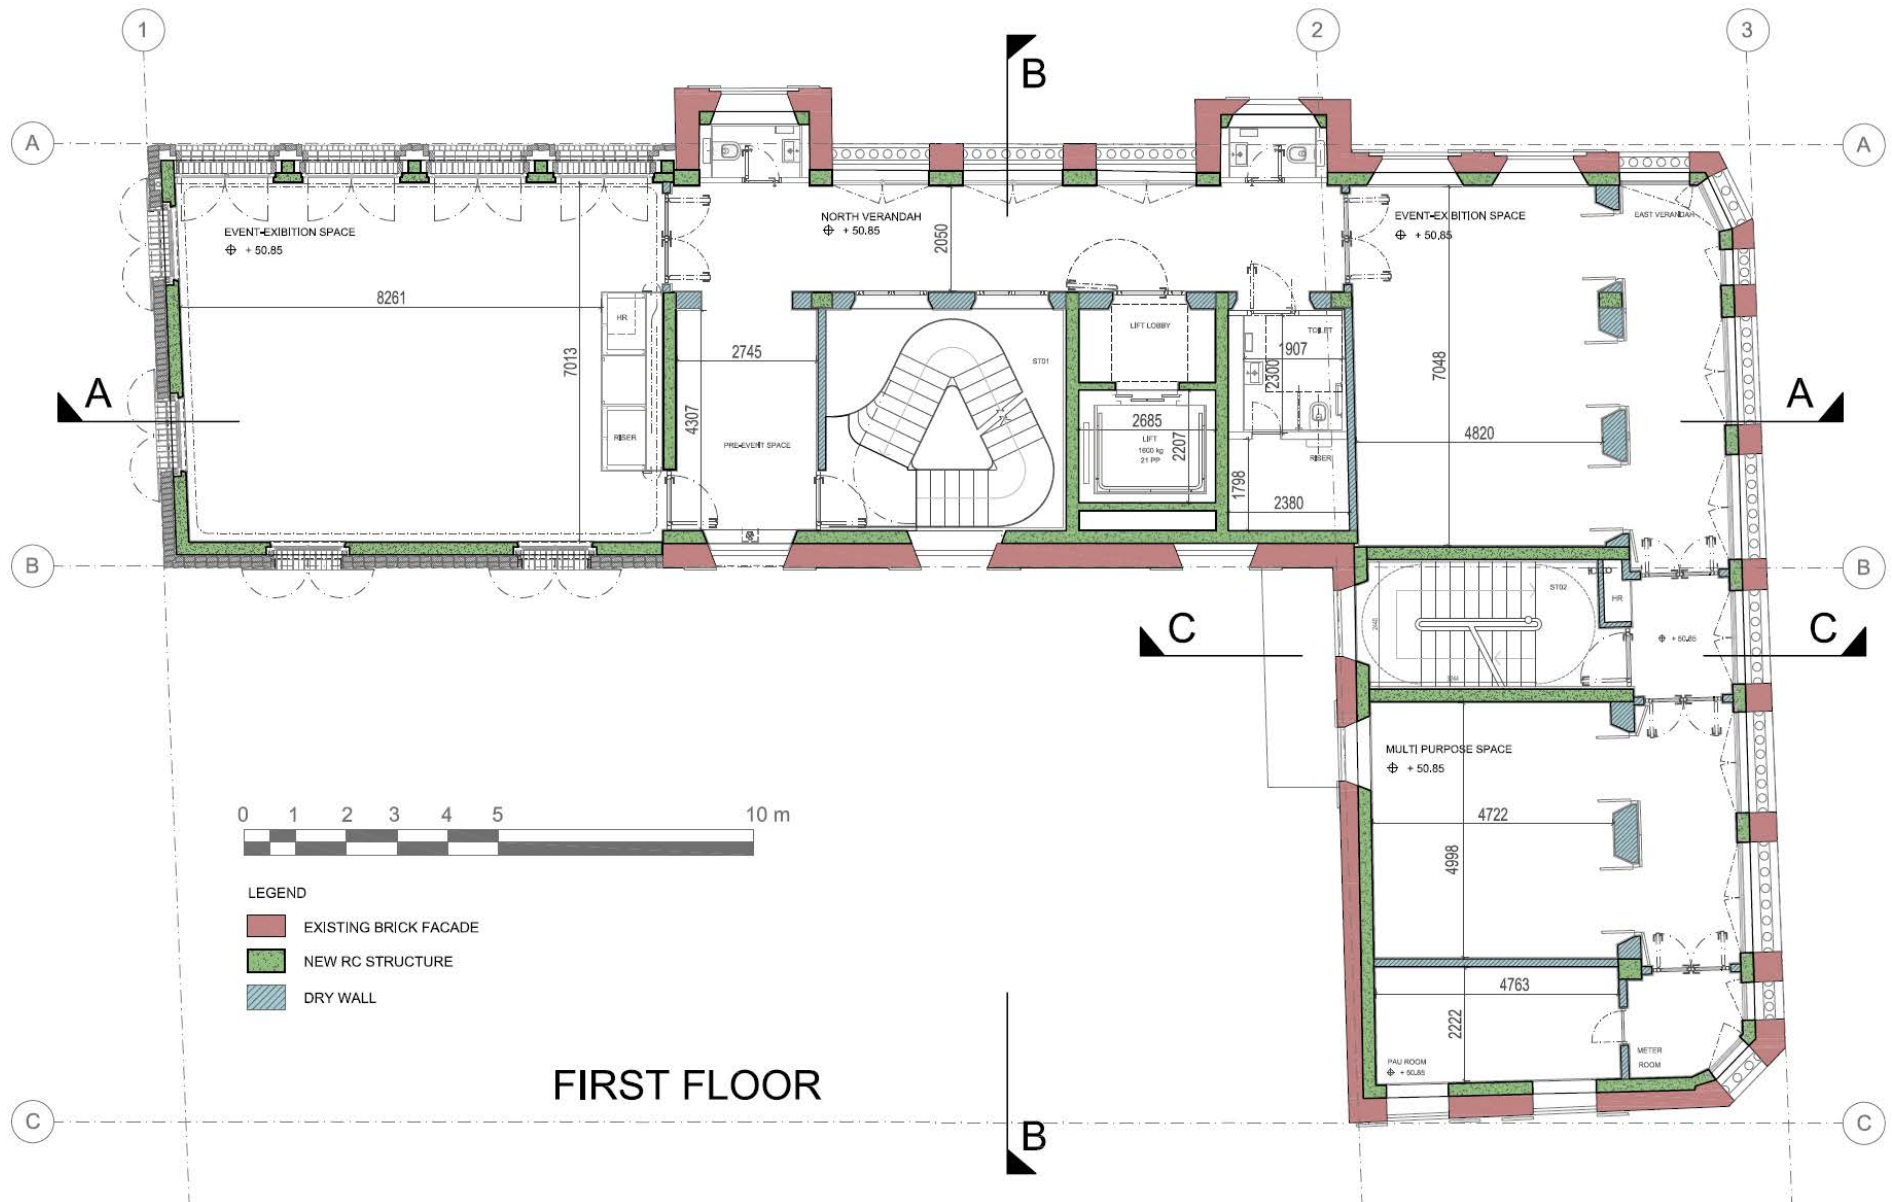 1
2
3
B
A
A
NORTH VERANDAH
+ 50.85
EVENT-EXIBITION SPACE
+ 50.85
EAST VERANDAH
EVENT-EXIBITION SPACE
+ 50.85
2050
8261
HR
LIFT LOBBY
TOILET
2745
ST01
1907
7013
7048
2300
A
A
4307
2685
LIFT
1600 kg
21 PP
2207
4820
PRE-EVENT SPACE
RISER
RISER
1798
2380
B
B
ST02
HR
C
C
+ 50.85
MULTI PURPOSE SPACE
+ 50.85
0 1 2 3 4 5 10 m
4722
4998
LEGEND
EXISTING BRICK FACADE
NEW RC STRUCTURE
DRY WALL
4763
2222
PAU ROOM
+ 50.85
METER
ROOM
FIRST FLOOR
C
B
C